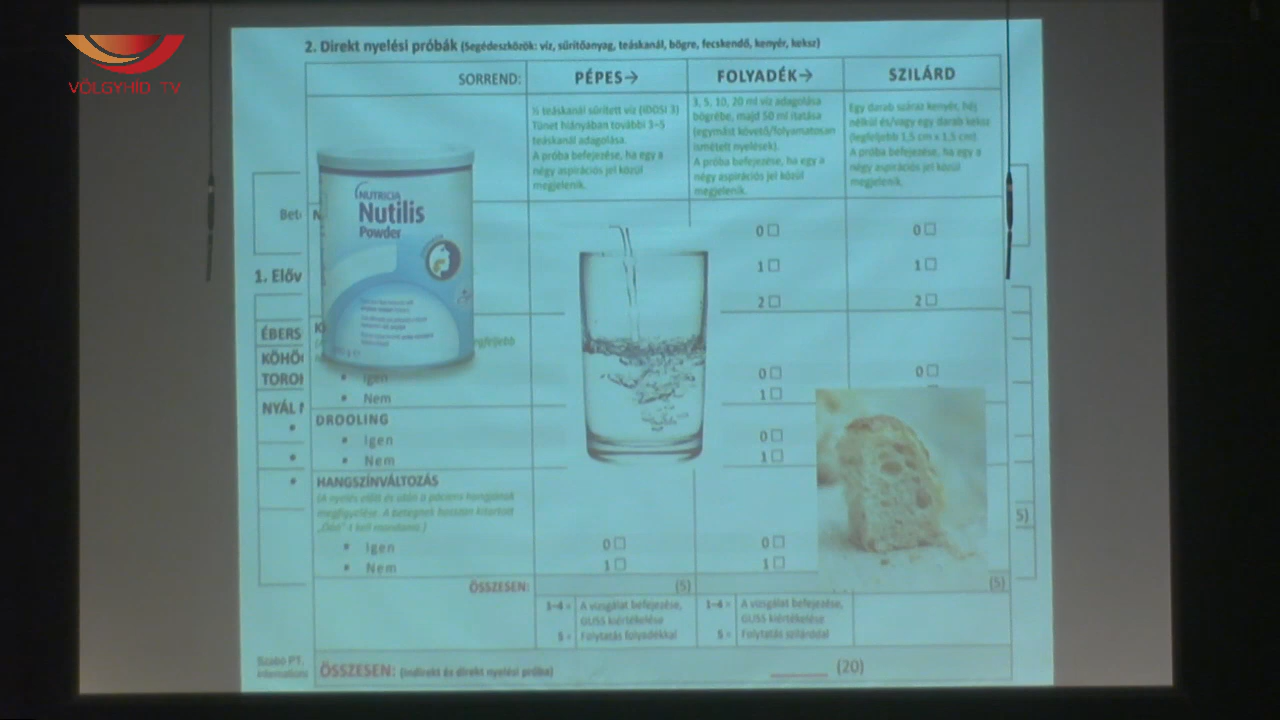 VÖLGYHÍD TV
2. Direkt nyelési próbák (Segédeszközök: víz, sűrítőanyag, teáskanál, bögre, fecskendő, kenyér, keksz)
SORREND:
PÉPES→
FOLYADÉK→
SZILÁRD
½ teáskanál sűrített víz (IDDSI 3)
Tünet hiányában további 3–5
teáskanál adagolása.
A próba befejezése, ha egy a
négy aspirációs jel közül
megjelenik.
3, 5, 10, 20 ml víz adagolása
bögrébe, majd 50 ml itatása
(egymást követő/folyamatosan
ismételt nyelések).
A próba befejezése, ha egy a
négy aspirációs jel közül
megjelenik.
Egy darab száraz kenyér, héj
nélkül és/vagy egy darab keksz
(legfeljebb 1,5 cm x 1,5 cm).
A próba befejezése, ha egy a
négy aspirációs jel közül
megjelenik.
NUTRICIA
Nutilis
Powder
Bet
N
1. Előv
ÉBERS
KÖHÖ
TORO
NYÁL
0 ☐
0 ☐
1 ☐
1 ☐
2 ☐
2 ☐
0 ☐
0 ☐
Igen
Nem
1 ☐
DROOLING
Igen
0 ☐
Nem
1 ☐
HANGSZÍNVÁLTOZÁS
(A nyelés előtt és után a páciens hangjának
megfigyelése. A betegnek hosszan kitartott
kell mondania.)
Igen
0 ☐
0 ☐
Nem
1 ☐
1 ☐
5)
ÖSSZESEN:
(5)
(5)
1–4 =
A vizsgálat befejezése,
GUSS kiértékelése
5 =
Folytatás folyadékkal
1–4 =
A vizsgálat befejezése,
GUSS kiértékelése
5 =
Folytatás szilárddal
Szabó PT,
International
ÖSSZESEN: (indirekt és direkt nyelési próba)
(20)